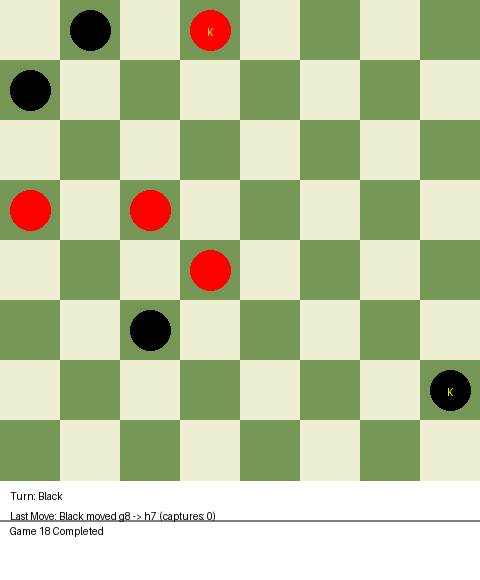 K
K
Turn: Black
Last Move: Black moved g8 -> h7 (captures: 0)
Game 18 Completed